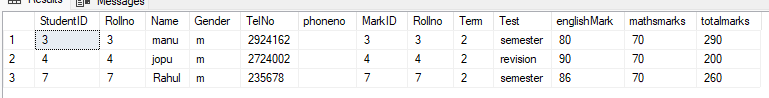 Results Messages
StudentID Rollno Name Gender TelNo phoneno MarkID Rollno Term Test englishMark mathsmarks totalmarks
1 3 3 manu m 2924162 3 3 2 semester 80 70 290
2 4 4 jopu m 2724002 4 4 2 revision 90 70 200
3 7 7 Rahul m 235678 7 7 2 semester 86 70 260